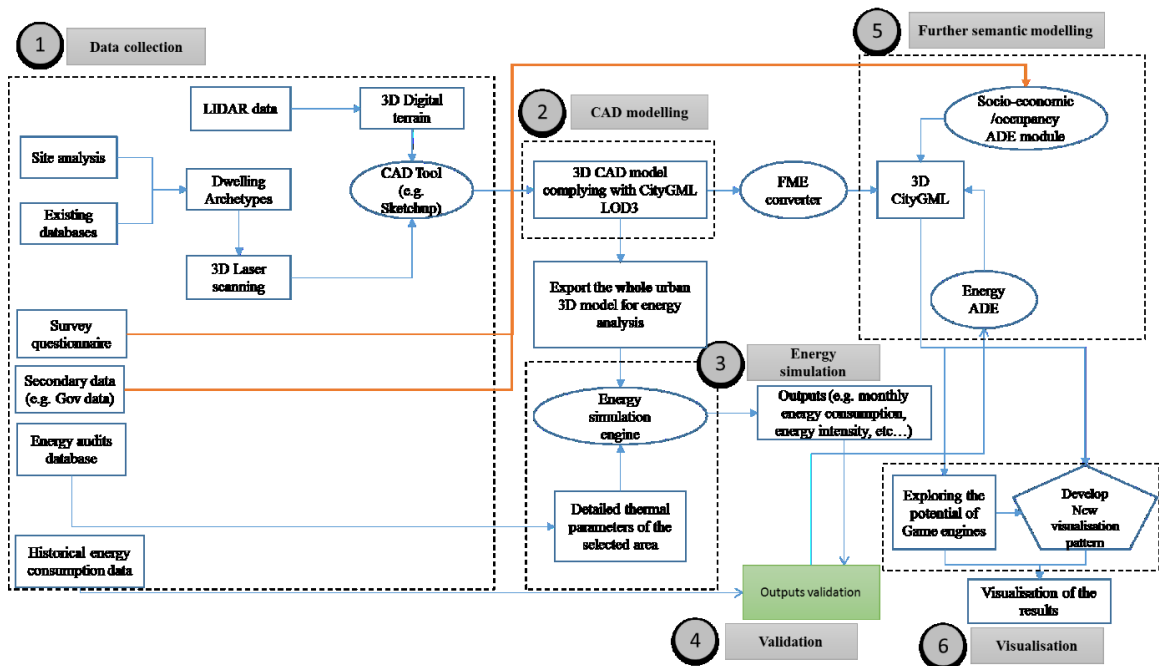 1
Data collection
LIDAR data
3D Digital
terrain
Site analysis
Existing
databases
Dwelling
Archetypes
CAD Tool
(e.g.
Sketchup)
3D Laser
scanning
Survey
questionnaire
Secondary data
(e.g. Gov data)
Energy audits
database
Historical energy
consumption data
2
CAD modelling
3D CAD model
complying with CityGML
LOD3
FME
converter
Export the whole urban
3D model for energy
analysis
3
Energy
simulation
Energy
simulation
engine
Outputs (e.g. monthly
energy consumption,
energy intensity, etc…)
Detailed thermal
parameters of the
selected area
Outputs validation
4
Validation
5
Further semantic modelling
Socio-economic
/occupancy
ADE module
3D
CityGML
Energy
ADE
Exploring the
potential of
Game engines
Develop
New
visualisation
pattern
Visualisation of the
results
6
Visualisation